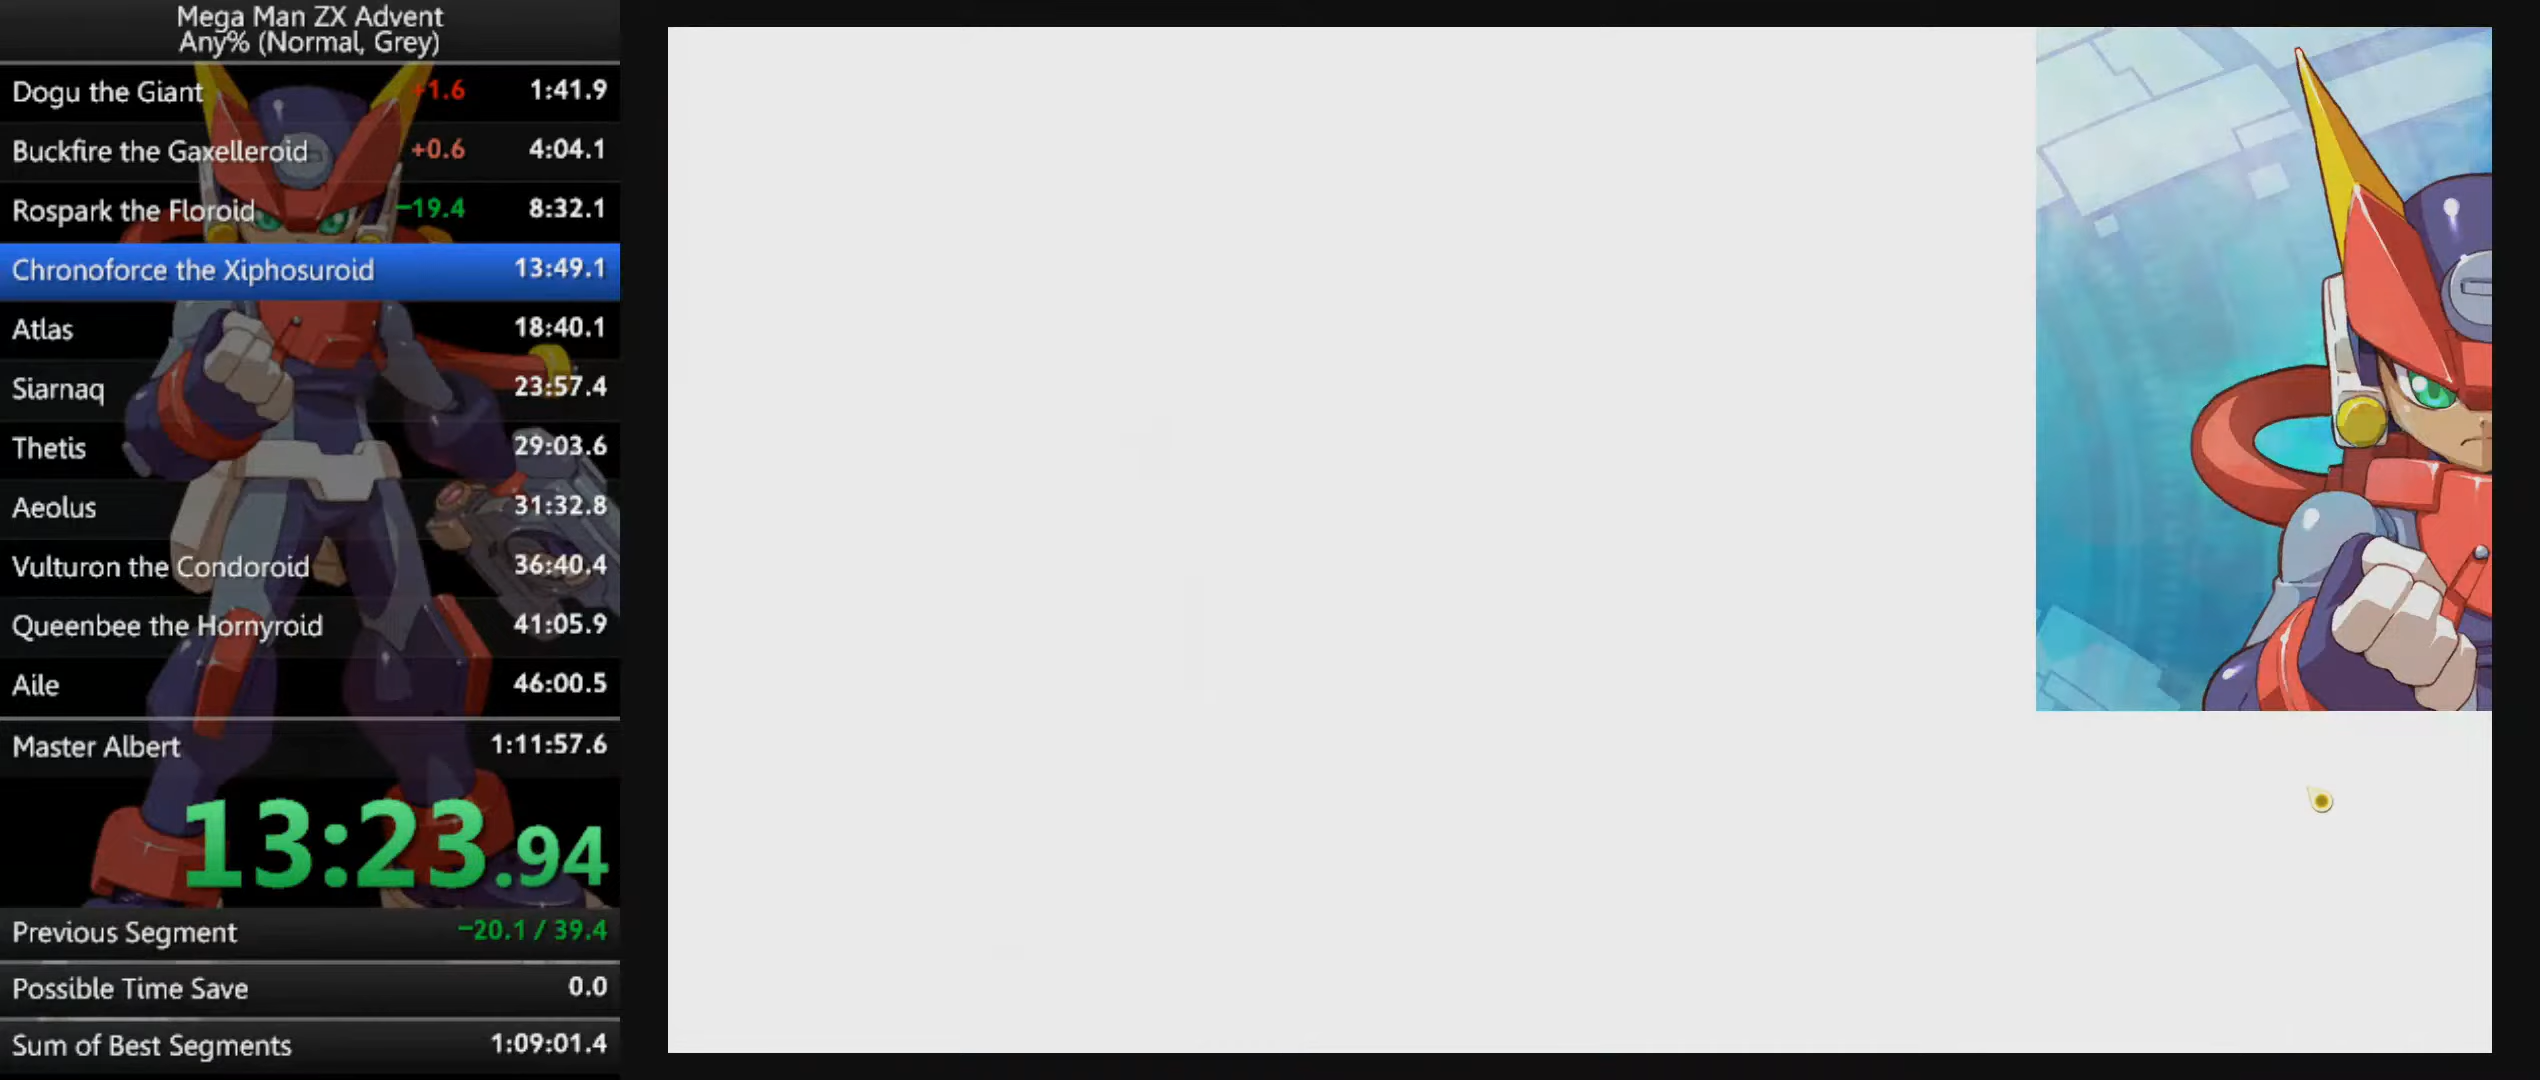 Mega Man ZX Advent
Any% (Normal, Grey)
Dogu the Giant +1.6 1:41.9
Buckfire the Gaxelleroid +0.6 4:04.1
Rospark the Floroid −19.4 8:32.1
Chronoforce the Xiphosuroid 13:49.1
Atlas 18:40.1
Siarnaq 23:57.4
Thetis 29:03.6
Aeolus 31:32.8
Vulturon the Condoroid 36:40.4
Queenbee the Hornyroid 41:05.9
Aile 46:00.5
Master Albert 1:11:57.6
13:23.94
Previous Segment −20.1 / 39.4
Possible Time Save 0.0
Sum of Best Segments 1:09:01.4